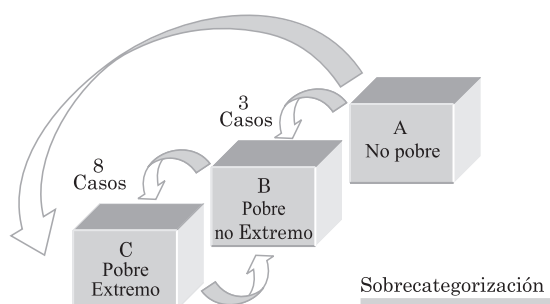 3
Casos
A
No pobre
8
Casos
B
Pobre
no Extremo
C
Pobre
Extremo
Sobrecategorización